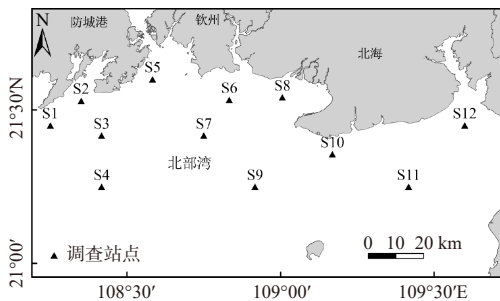 防城港
钦州
北海
N
S5
S2
S6
S8
S1
S3
S7
S12
S10
北部湾
S4
S9
S11
▲ 调查站点
0 10 20 km
21°30′N
21°00′
108°30′
109°00′
109°30′E